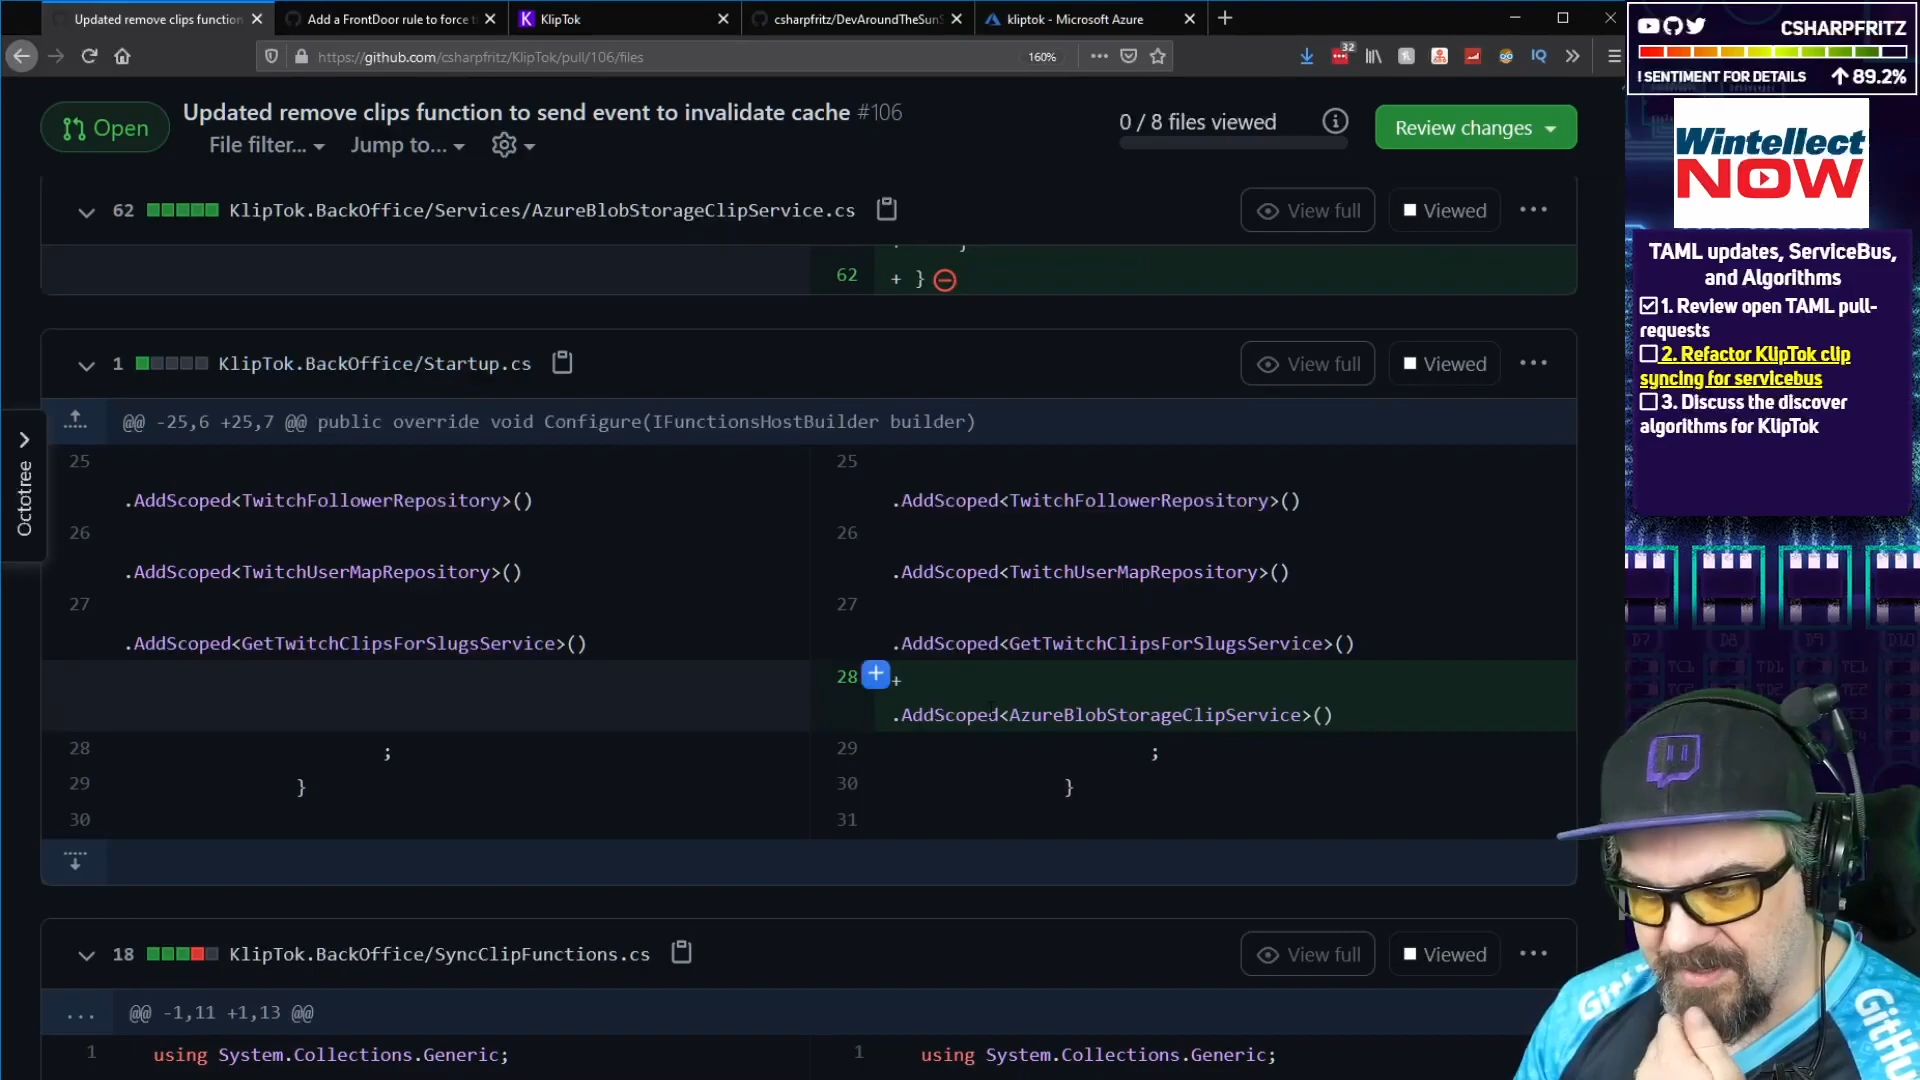 Updated remove clips function
Add a FrontDoor rule to force t
KlipTok
csharpfritz/DevAroundTheSunS
kliptok - Microsoft Azure
https://github.com/csharpfritz/KlipTok/pull/106/files
160%
32
IQ
CSHARPFRITZ
! SENTIMENT FOR DETAILS
89.2%
Open
Updated remove clips function to send event to invalidate cache #106
File filter...
Jump to...
0 / 8 files viewed
Review changes
Wintellect
NOW
62 KlipTok.BackOffice/Services/AzureBlobStorageClipService.cs
View full
Viewed
}
62 + }
TAML updates, ServiceBus,
and Algorithms
1. Review open TAML pull-
requests
2. Refactor KlipTok clip
syncing for servicebus
3. Discuss the discover
algorithms for KlipTok
1 KlipTok.BackOffice/Startup.cs
View full
Viewed
@@ -25,6 +25,7 @@ public override void Configure(IFunctionsHostBuilder builder)
Octotree
25 25
.AddScoped<TwitchFollowerRepository>() .AddScoped<TwitchFollowerRepository>()
26 26
.AddScoped<TwitchUserMapRepository>() .AddScoped<TwitchUserMapRepository>()
27 27
.AddScoped<GetTwitchClipsForSlugsService>() .AddScoped<GetTwitchClipsForSlugsService>()
28 +
.AddScoped<AzureBlobStorageClipService>()
28 ; 29 ;
29 } 30 }
30 31
18 KlipTok.BackOffice/SyncClipFunctions.cs
View full
Viewed
... @@ -1,11 +1,13 @@
1 using System.Collections.Generic; 1 using System.Collections.Generic;